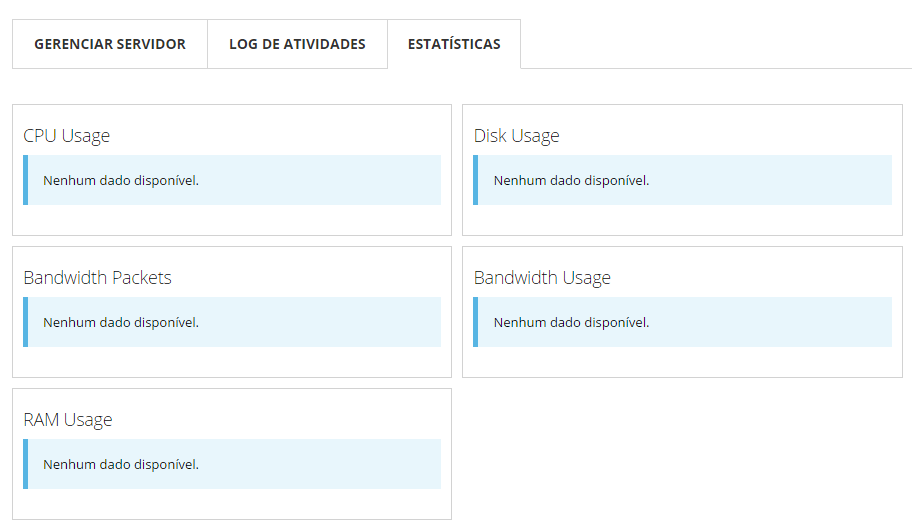 GERENCIAR SERVIDOR
LOG DE ATIVIDADES
ESTATÍSTICAS
CPU Usage
Nenhum dado disponível.
Disk Usage
Nenhum dado disponível.
Bandwidth Packets
Nenhum dado disponível.
Bandwidth Usage
Nenhum dado disponível.
RAM Usage
Nenhum dado disponível.